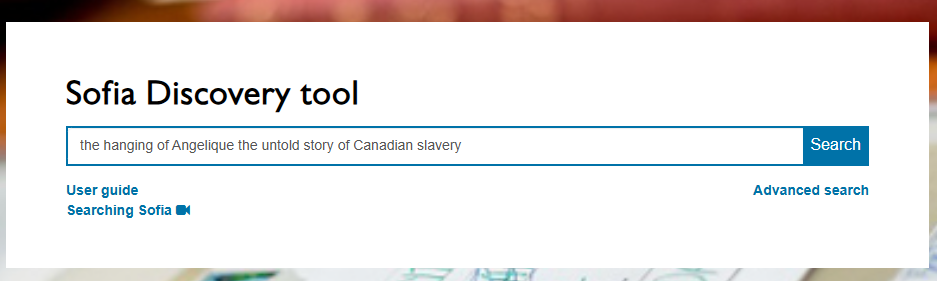 Sofia Discovery tool
the hanging of Angelique the untold story of Canadian slavery
Search
User guide
Advanced search
Searching Sofia